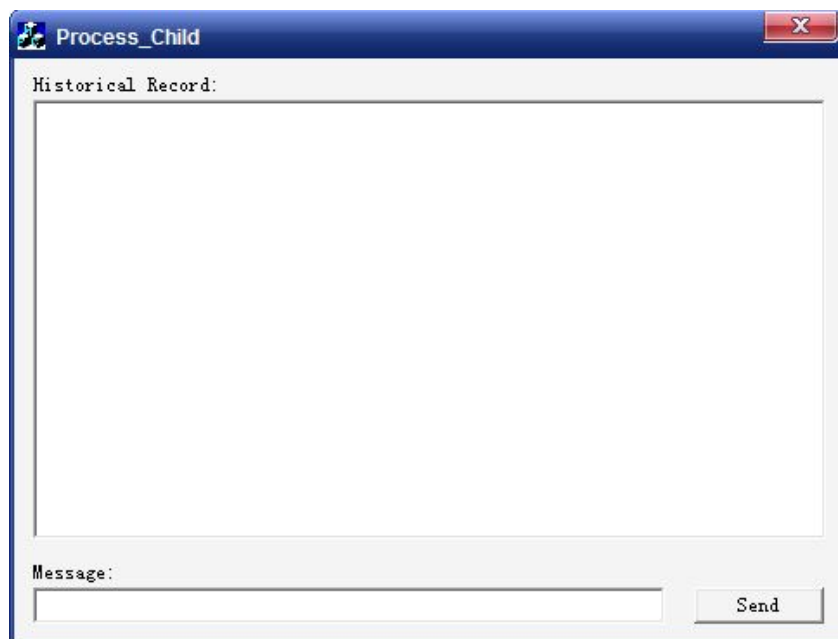 Process_Child
X
Historical Record:
Message:
Send